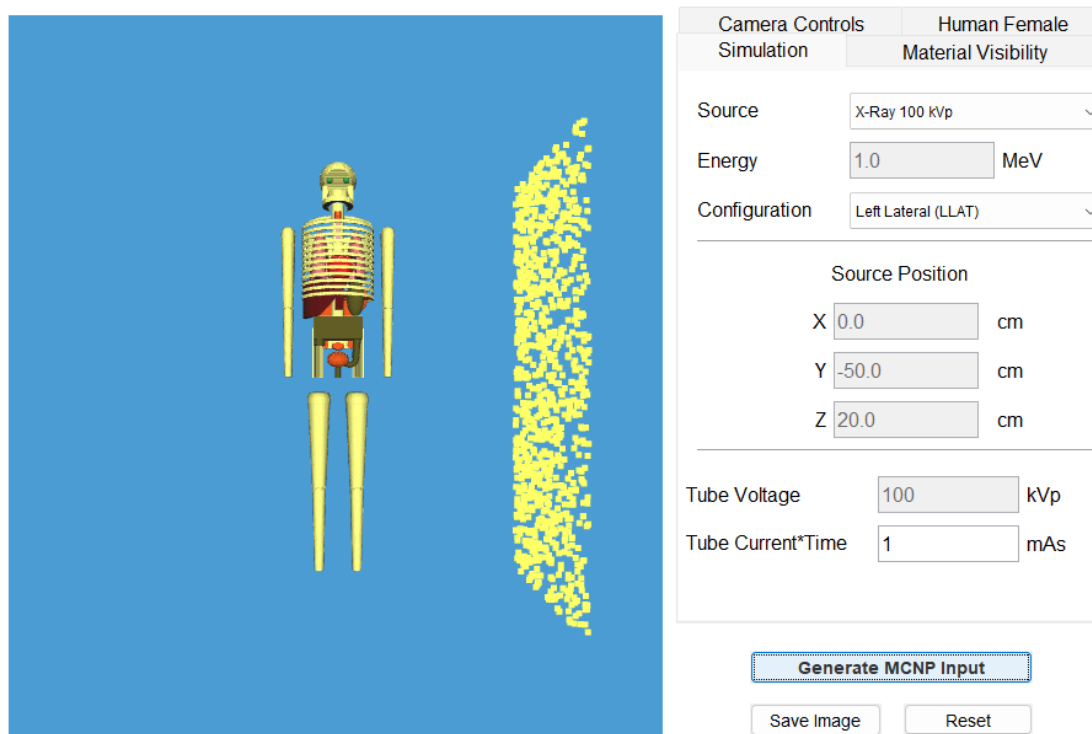 Camera Controls Human Female
Simulation Material Visibility
Source X-Ray 100 kVp
Energy 1.0 MeV
Configuration Left Lateral (LLAT)
Source Position
X 0.0 cm
Y -50.0 cm
Z 20.0 cm
Tube Voltage 100 kVp
Tube Current*Time 1 mAs
Generate MCNP Input
Save Image Reset